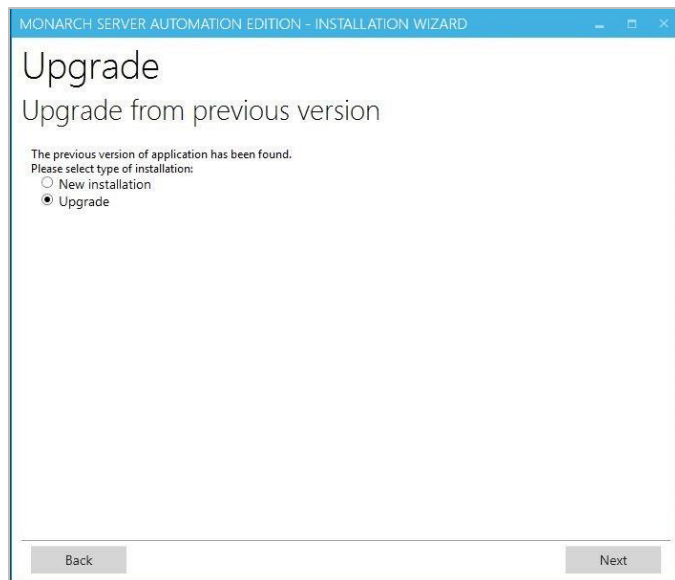 MONARCH SERVER AUTOMATION EDITION - INSTALLATION WIZARD
Upgrade
Upgrade from previous version
The previous version of application has been found.
Please select type of installation:
New installation
Upgrade
Back
Next